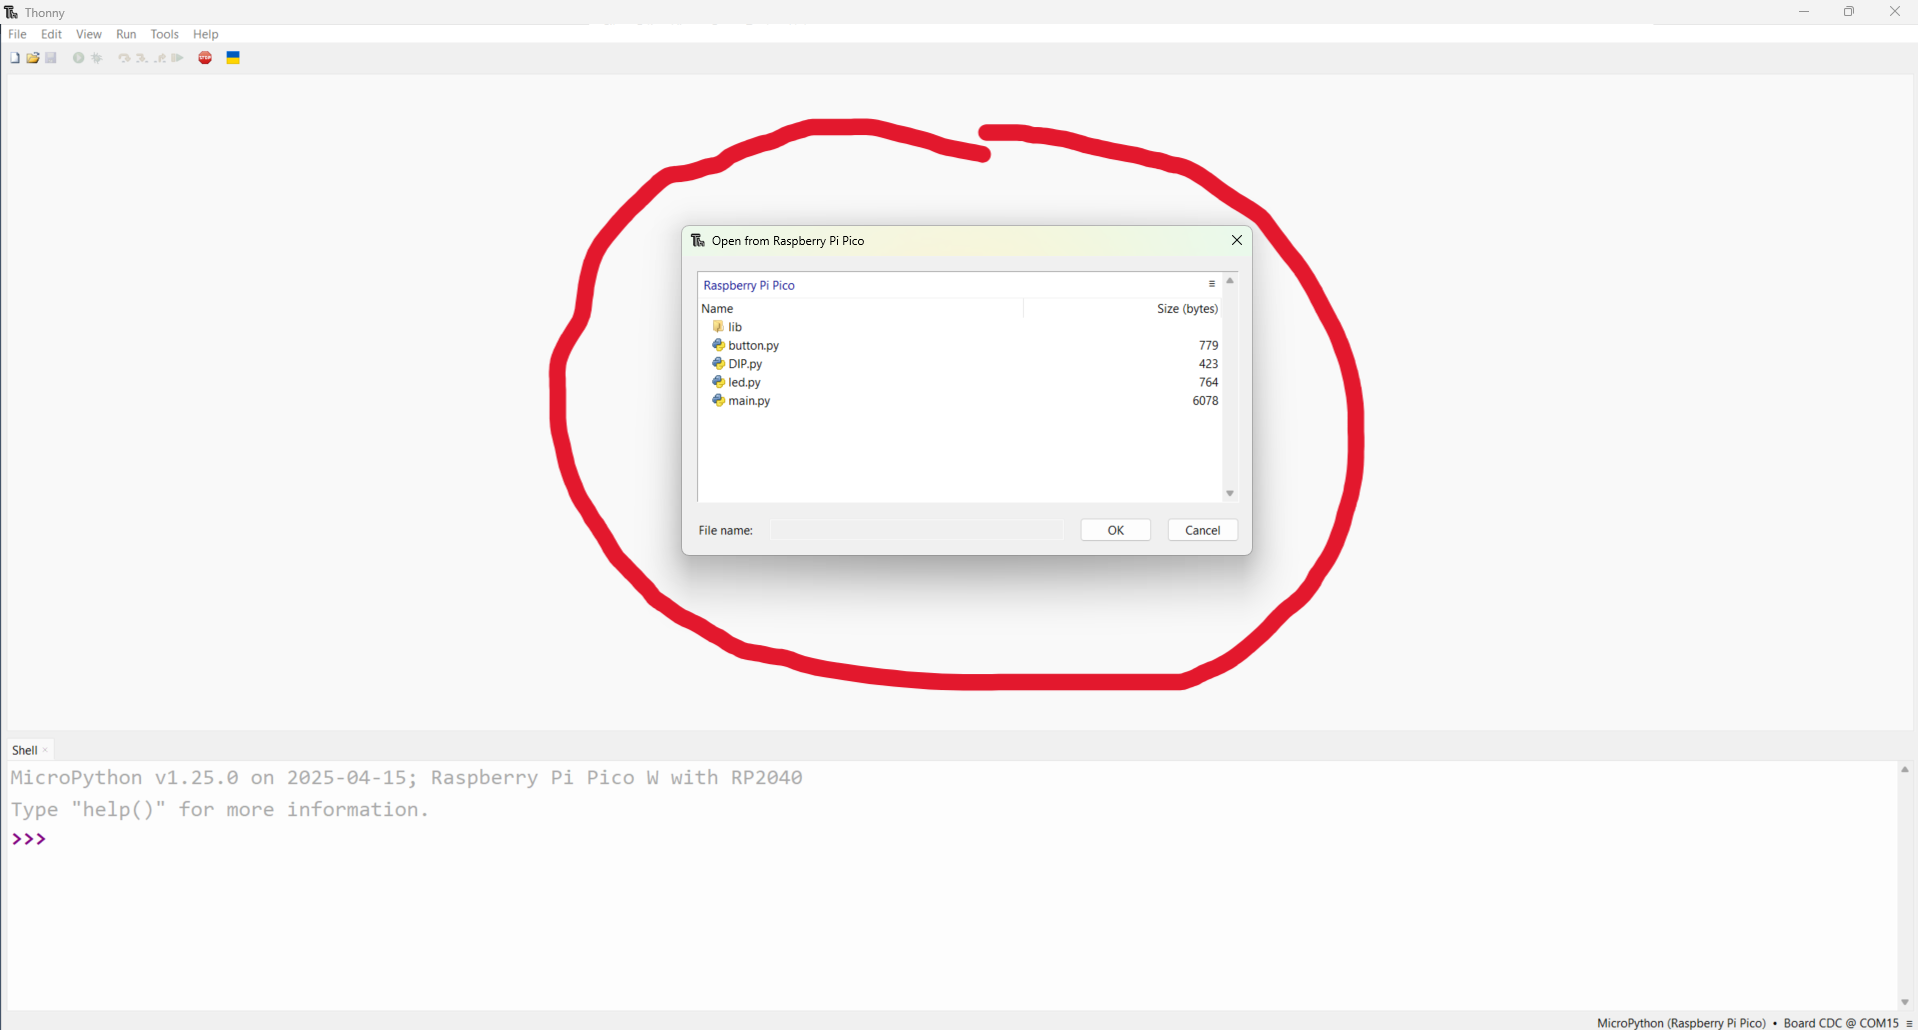 Thonny
File Edit View Run Tools Help
STOP
Open from Raspberry Pi Pico
Raspberry Pi Pico
Name Size (bytes)
lib
button.py 779
DIP.py 423
led.py 764
main.py 6078
File name: OK Cancel
Shell
MicroPython v1.25.0 on 2025-04-15; Raspberry Pi Pico W with RP2040
Type "help()" for more information.
>>>
MicroPython (Raspberry Pi Pico) • Board CDC @ COM15